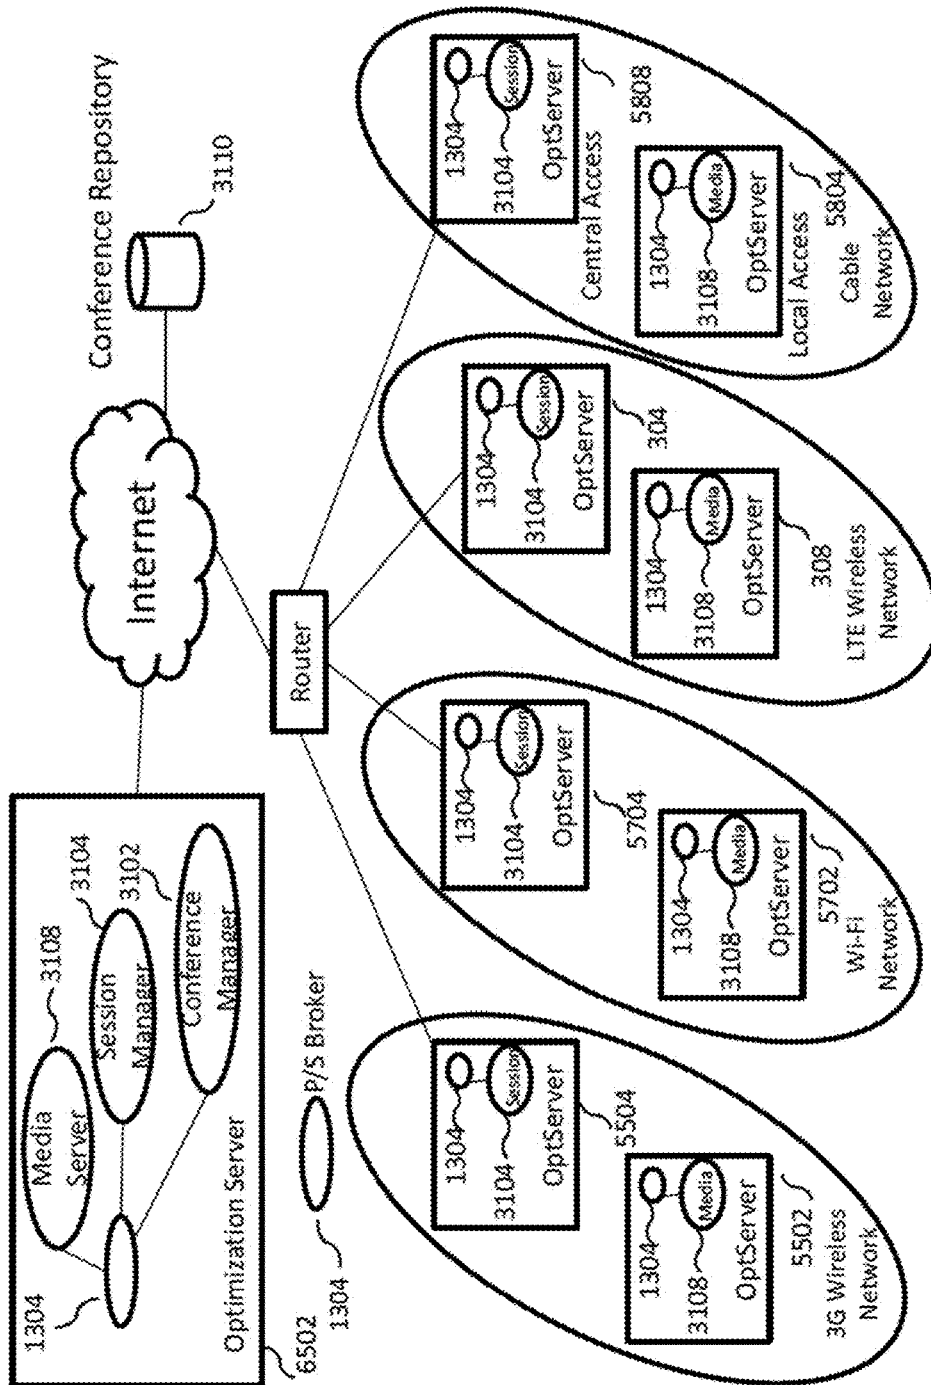 1304
Media
Server
3108
Session
Manager
3104
Conference
Manager
3102
Optimization Server
6502
1304
P/S Broker
Internet
Conference Repository
3110
Router
1304
3104
Session
OptServer
5504
1304
3108
Media
OptServer
5502
3G Wireless
Network
1304
3104
Session
OptServer
5704
1304
3108
Media
OptServer
5702
Wi-Fi
Network
1304
3104
Session
OptServer
304
1304
3108
Media
OptServer
308
LTE Wireless
Network
1304
3104
Session
OptServer
Central Access
5808
1304
3108
Media
OptServer
Local Access
5804
Cable
Network